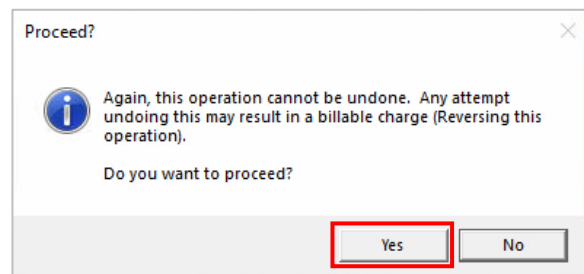 Proceed?
Again, this operation cannot be undone.  Any attempt
undoing this may result in a billable charge (Reversing this
operation).
Do you want to proceed?
Yes
No